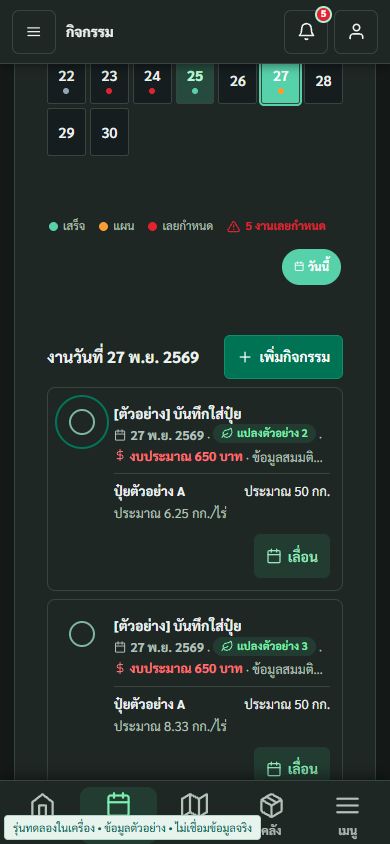 กิจกรรม
5
22 23 24 25 26 27 28
29 30
เสร็จ แผน เลยกำหนด 5 งานเลยกำหนด
วันนี้
งานวันที่ 27 พ.ย. 2569
+ เพิ่มกิจกรรม
[ตัวอย่าง] บันทึกใส่ปุ๋ย
27 พ.ย. 2569 · แปลงตัวอย่าง 2 ·
$ งบประมาณ 650 บาท · ข้อมูลสมมติ...
ปุ๋ยตัวอย่าง A ประมาณ 50 กก.
ประมาณ 6.25 กก./ไร่
เลื่อน
[ตัวอย่าง] บันทึกใส่ปุ๋ย
27 พ.ย. 2569 · แปลงตัวอย่าง 3 ·
$ งบประมาณ 650 บาท · ข้อมูลสมมติ...
ปุ๋ยตัวอย่าง A ประมาณ 50 กก.
ประมาณ 8.33 กก./ไร่
เลื่อน
รุ่นทดลองในเครื่อง • ข้อมูลตัวอย่าง • ไม่เชื่อมข้อมูลจริง
คลัง เมนู